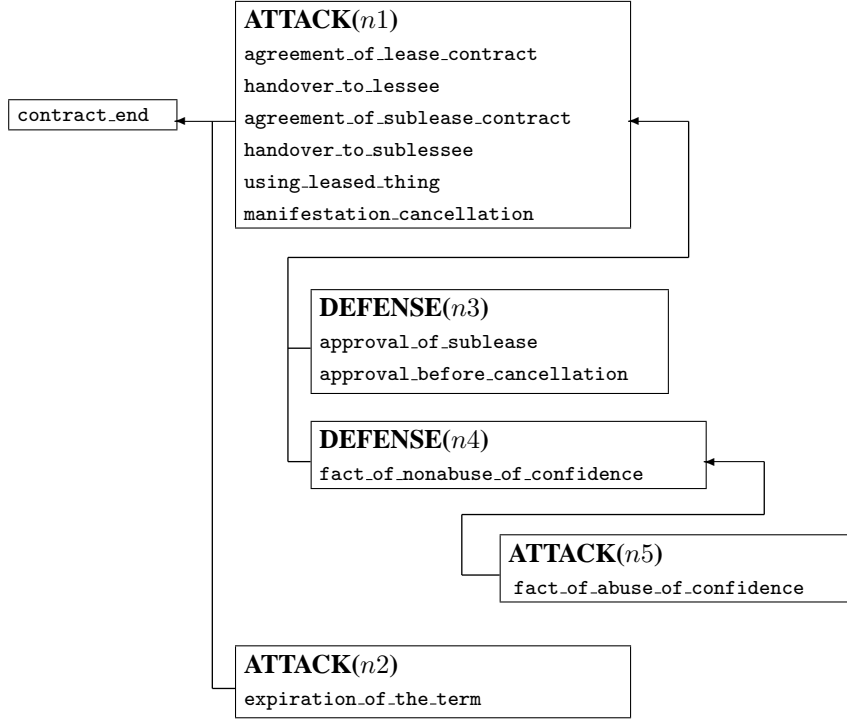 ATTACK(n1)
agreement_of_lease_contract
handover_to_lessee
contract_end
agreement_of_sublease_contract
handover_to_sublessee
using_leased_thing
manifestation_cancellation
DEFENSE(n3)
approval_of_sublease
approval_before_cancellation
DEFENSE(n4)
fact_of_nonabuse_of_confidence
ATTACK(n5)
fact_of_abuse_of_confidence
ATTACK(n2)
expiration_of_the_term